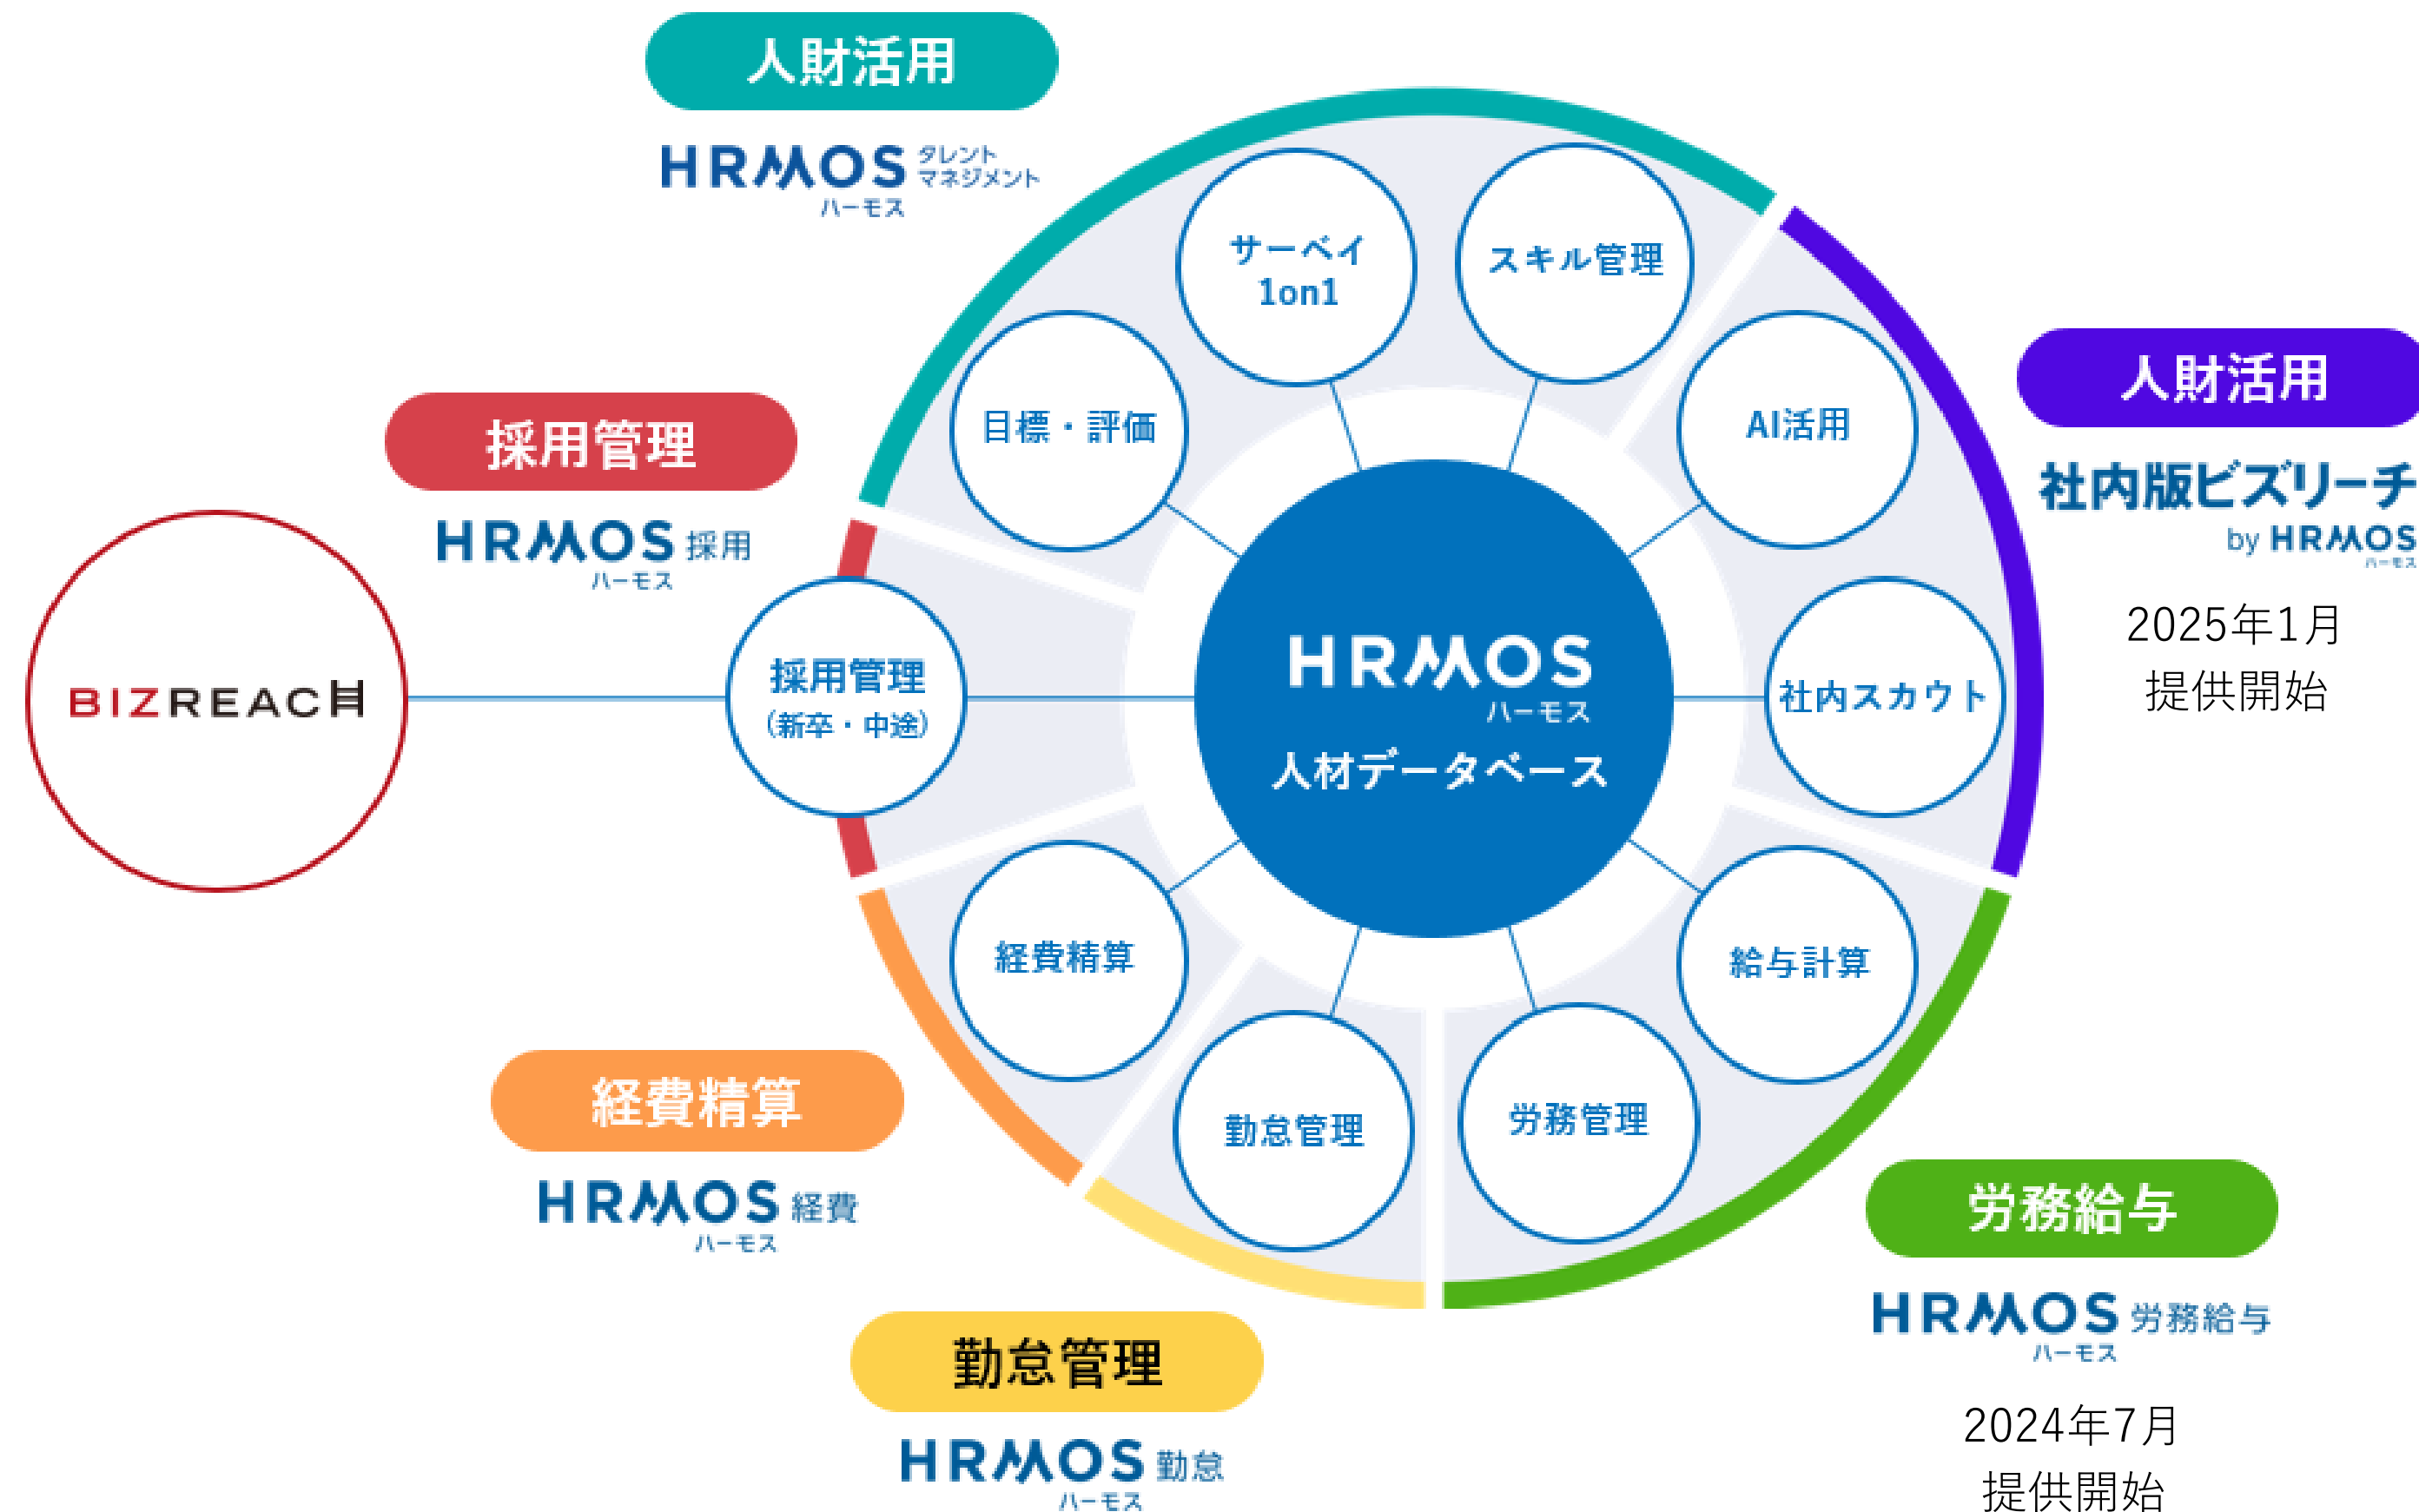 人財活用
HRMOS タレント
マネジメント
ハーモス
サーベイ
1on1
スキル管理
目標・評価
AI活用
人財活用
社内版ビズリーチ
by HRMOS
ハーモス
2025年1月
提供開始
採用管理
HRMOS 採用
ハーモス
BIZREACH
採用管理
（新卒・中途）
HRMOS
ハーモス
人材データベース
社内スカウト
経費精算
給与計算
勤怠管理
労務管理
経費精算
HRMOS 経費
ハーモス
労務給与
HRMOS 労務給与
ハーモス
2024年7月
提供開始
勤怠管理
HRMOS 勤怠
ハーモス